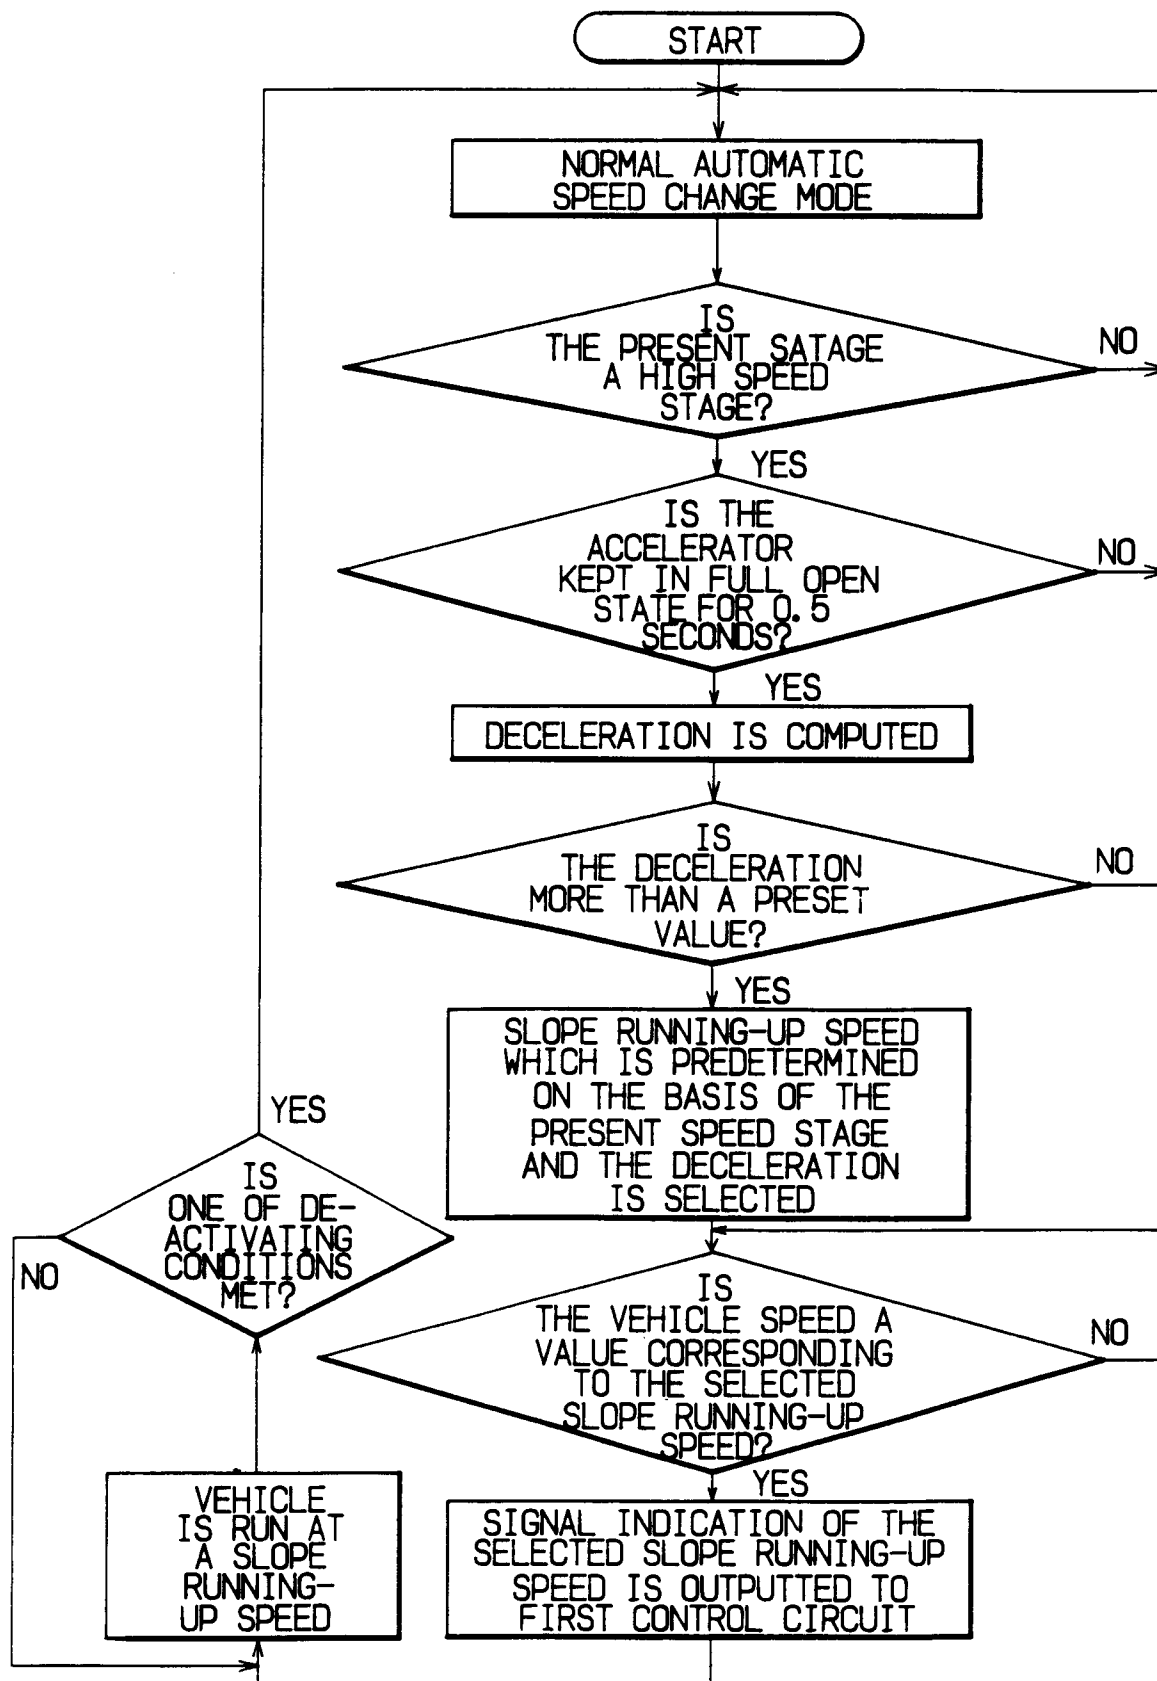 START
NORMAL AUTOMATIC
SPEED CHANGE MODE
IS
THE PRESENT SATAGE
A HIGH SPEED
STAGE?
NO
YES
IS THE
ACCELERATOR
KEPT IN FULL OPEN
STATE FOR 0.5
SECONDS?
NO
YES
DECELERATION IS COMPUTED
IS
THE DECELERATION
MORE THAN A PRESET
VALUE?
NO
YES
SLOPE RUNNING-UP SPEED
WHICH IS PREDETERMINED
ON THE BASIS OF THE
PRESENT SPEED STAGE
AND THE DECELERATION
IS SELECTED
IS
THE VEHICLE SPEED A
VALUE CORRESPONDING
TO THE SELECTED
SLOPE RUNNING-UP
SPEED?
NO
YES
SIGNAL INDICATION OF THE
SELECTED SLOPE RUNNING-UP
SPEED IS OUTPUTTED TO
FIRST CONTROL CIRCUIT
VEHICLE
IS RUN AT
A SLOPE
RUNNING-
UP SPEED
IS
ONE OF DE-
ACTIVATING
CONDITIONS
MET?
YES
NO